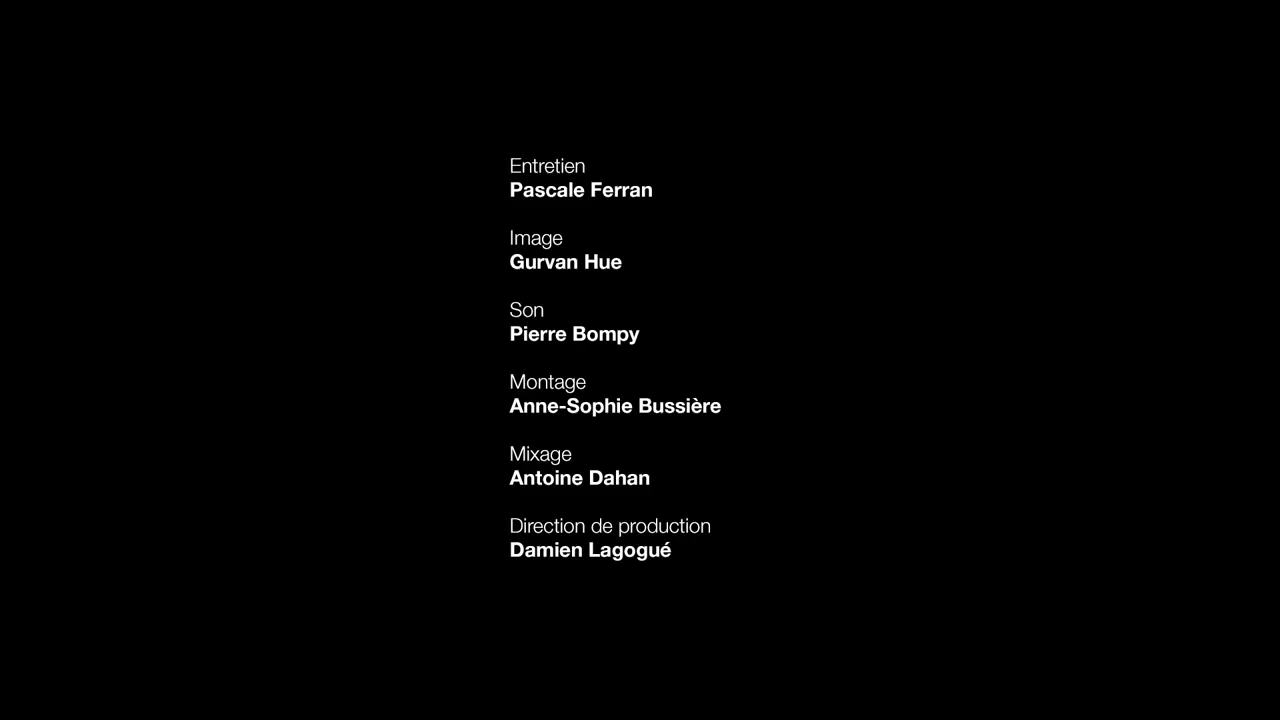 Entretien
Pascale Ferran
Image
Gurvan Hue
Son
Pierre Bompy
Montage
Anne-Sophie Bussière
Mixage
Antoine Dahan
Direction de production
Damien Lagogué